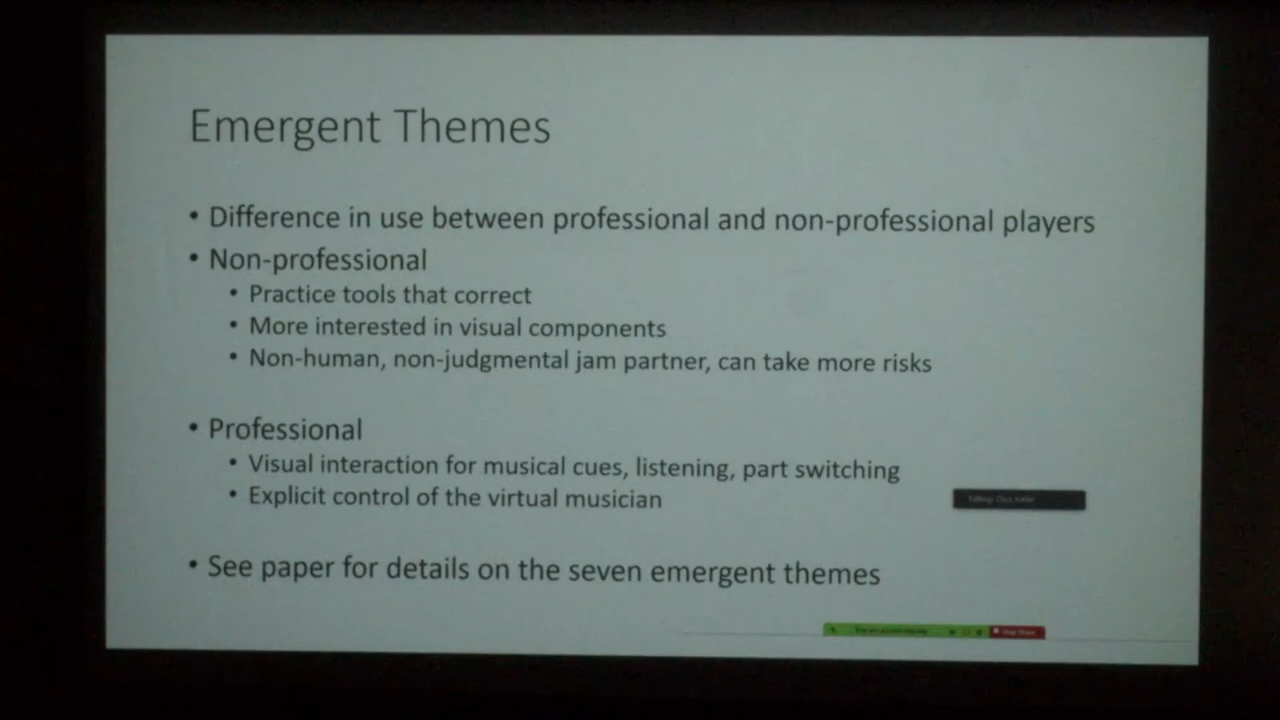 Emergent Themes
• Difference in use between professional and non-professional players
• Non-professional
• Practice tools that correct
• More interested in visual components
• Non-human, non-judgmental jam partner, can take more risks
• Professional
• Visual interaction for musical cues, listening, part switching
• Explicit control of the virtual musician
• See paper for details on the seven emergent themes
Stop Share